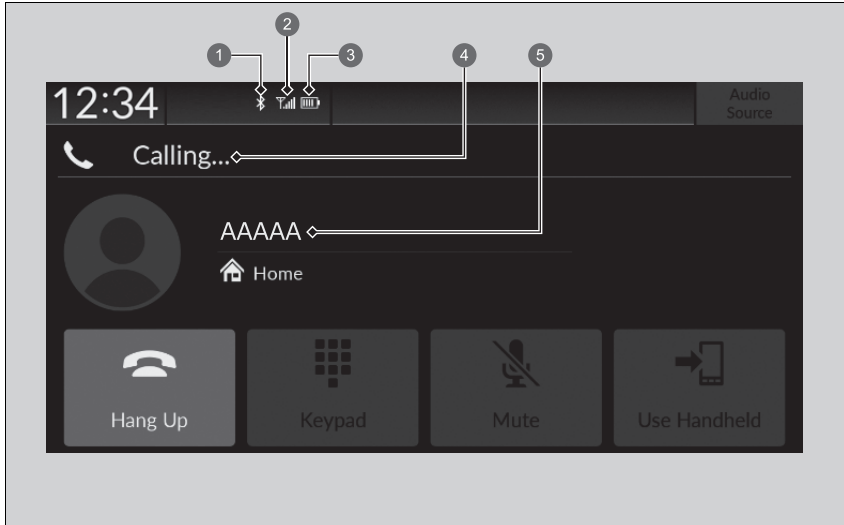 1
2
3
4
5
12:34
Audio
Source
Calling...
AAAAA
Home
Hang Up
Keypad
Mute
Use Handheld